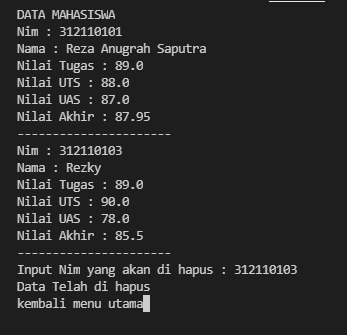 DATA MAHASISWA
Nim : 312110101
Nama : Reza Anugrah Saputra
Nilai Tugas : 89.0
Nilai UTS : 88.0
Nilai UAS : 87.0
Nilai Akhir : 87.95
----------------------
Nim : 312110103
Nama : Rezky
Nilai Tugas : 89.0
Nilai UTS : 90.0
Nilai UAS : 78.0
Nilai Akhir : 85.5
----------------------
Input Nim yang akan di hapus : 312110103
Data Telah di hapus
kembali menu utama